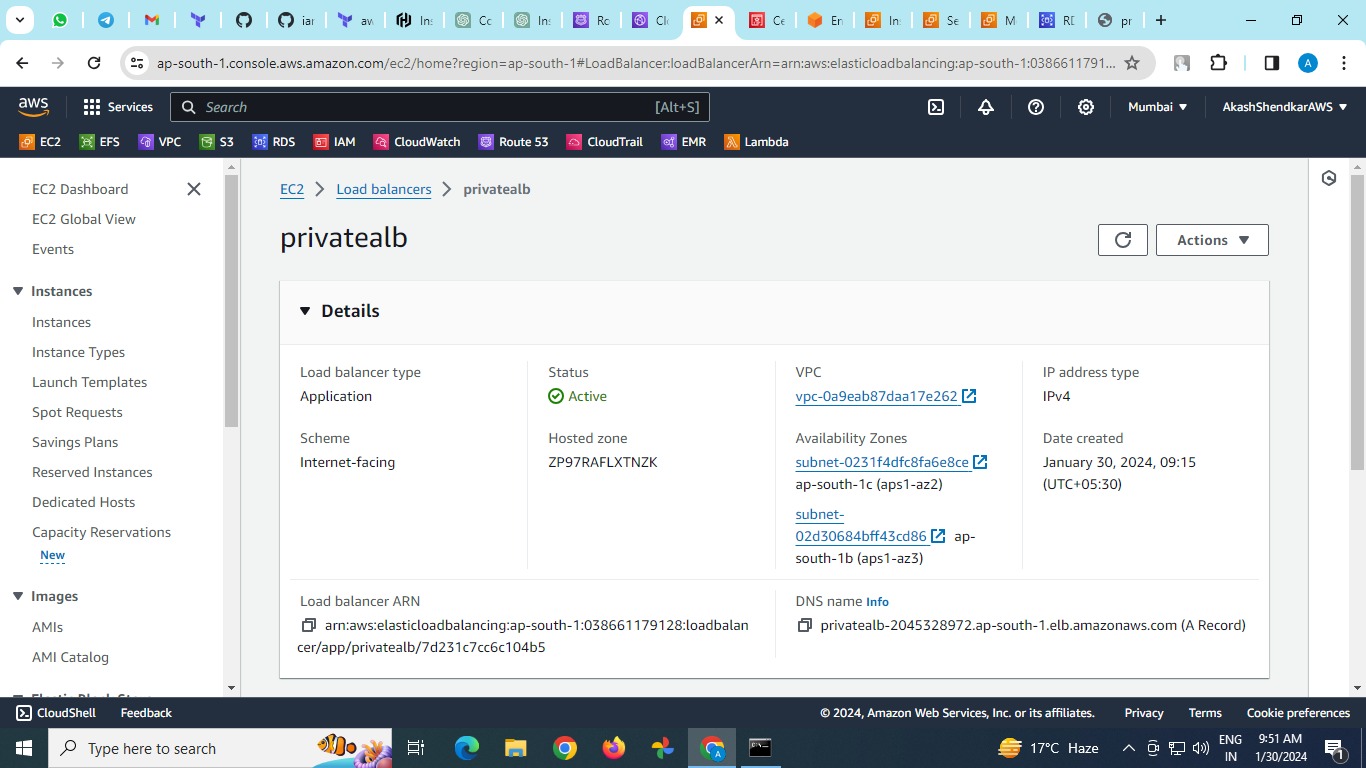 Ins
Co
Ins
Ro
Clo
Ce
En
Ins
Se
RD
pr
ap-south-1.console.aws.amazon.com/ec2/home?region=ap-south-1#LoadBalancer:loadBalancerArn=arn:aws:elasticloadbalancing:ap-south-1:0386611791...
A
aws
Services
Search
[Alt+S]
Mumbai
AkashShendkarAWS
EC2
EFS
VPC
S3
RDS
IAM
CloudWatch
Route 53
CloudTrail
EMR
Lambda
EC2 Dashboard
EC2 Global View
Events
Instances
Instances
Instance Types
Launch Templates
Spot Requests
Savings Plans
Reserved Instances
Dedicated Hosts
Capacity Reservations
New
Images
AMIs
AMI Catalog
EC2
Load balancers
privatealb
privatealb
Actions
Details
Load balancer type
Application
Status
Active
VPC
vpc-0a9eab87daa17e262
IP address type
IPv4
Scheme
Internet-facing
Hosted zone
ZP97RAFLXTNZK
Availability Zones
subnet-0231f4dfc8fa6e8ce
ap-south-1c (aps1-az2)
subnet-
02d30684bff43cd86 ap-
south-1b (aps1-az3)
Date created
January 30, 2024, 09:15
(UTC+05:30)
Load balancer ARN
arn:aws:elasticloadbalancing:ap-south-1:038661179128:loadbalan
cer/app/privatealb/7d231c7cc6c104b5
DNS name Info
privatealb-2045328972.ap-south-1.elb.amazonaws.com (A Record)
CloudShell
Feedback
© 2024, Amazon Web Services, Inc. or its affiliates.
Privacy
Terms
Cookie preferences
Type here to search
A
17°C Haze
ENG
IN
9:51 AM
1/30/2024
1